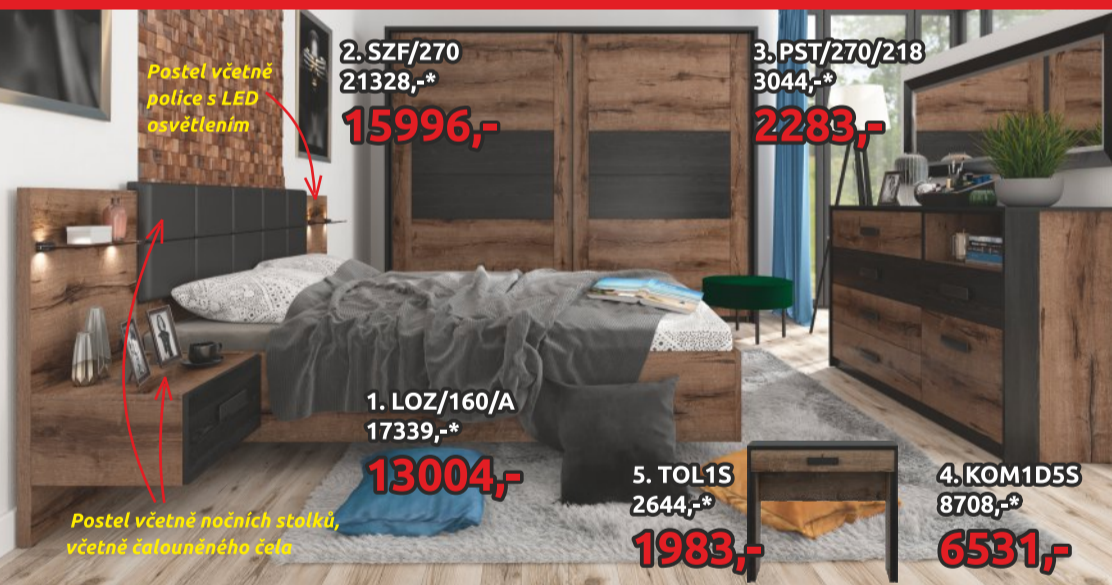 Postel včetně
police s LED
osvětlením
2. SZF/270
21328,-*
15996,-
3. PST/270/218
3044,-*
2283,-
1. LOZ/160/A
17339,-*
13004,-
Postel včetně nočních stolků,
včetně čalouněného čela
5. TOL1S
2644,-*
1983,-
4. KOM1D5S
8708,-*
6531,-